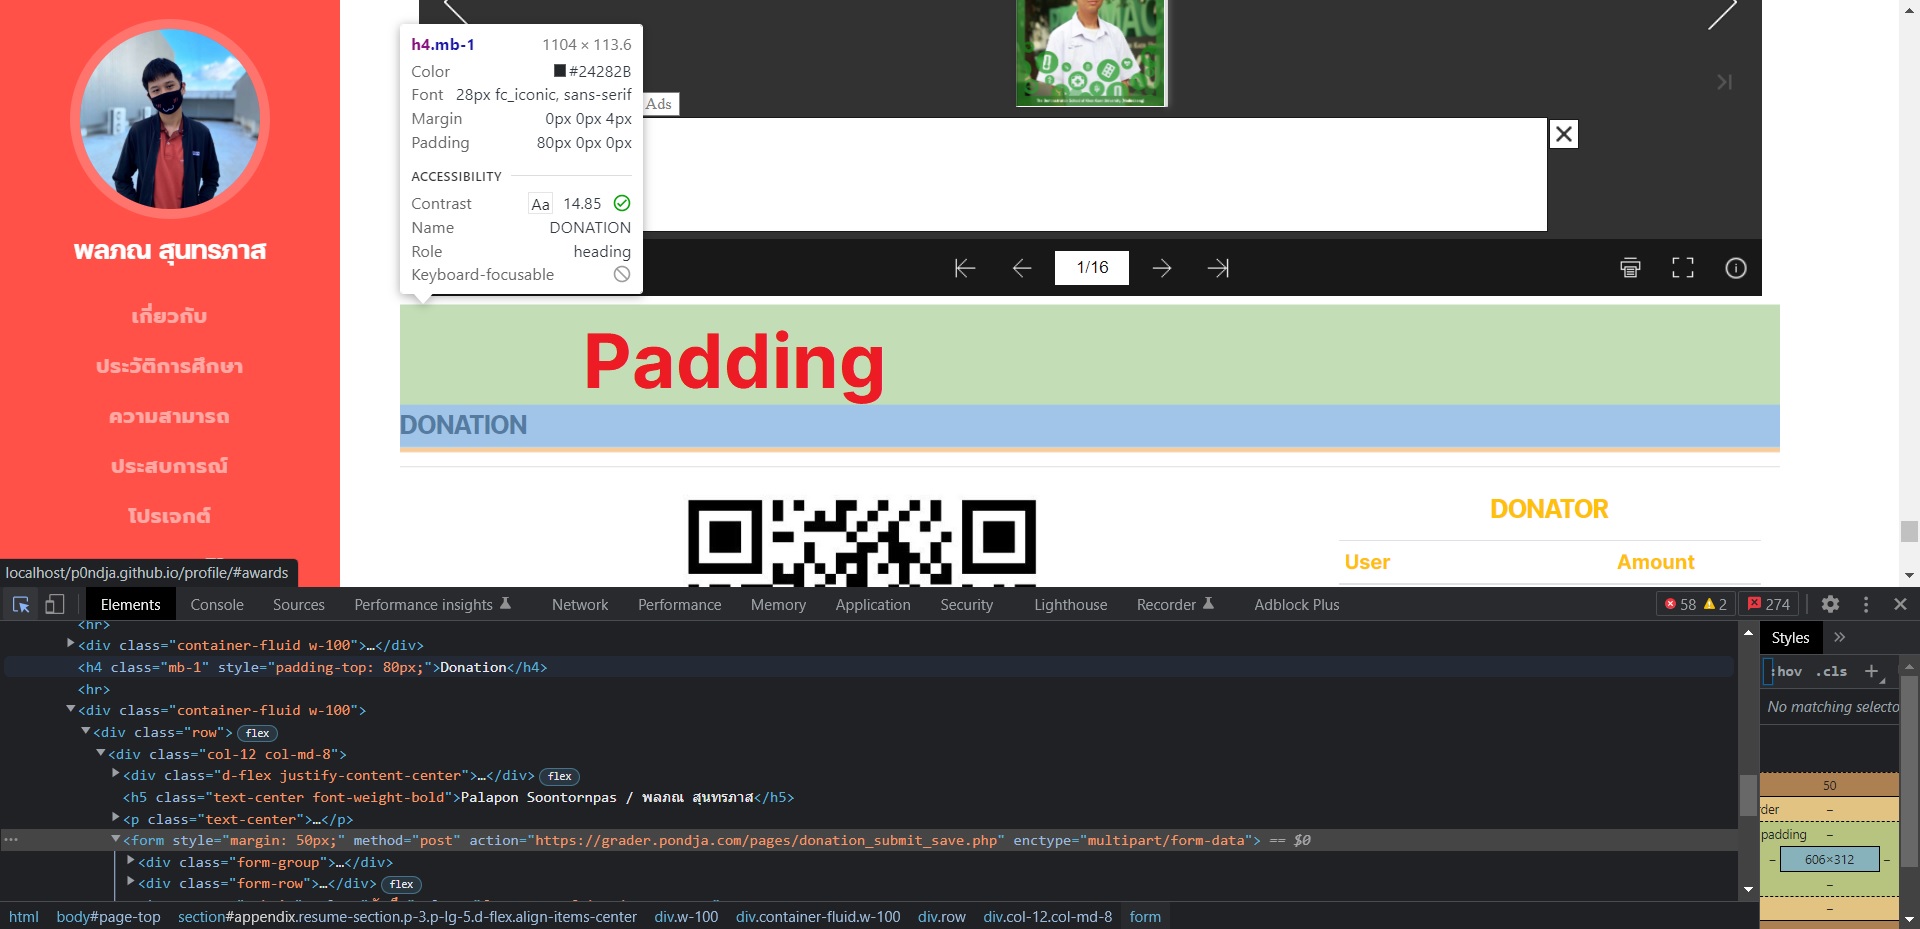 พลภณ สุนทรภาส
เกี่ยวกับ
ประวัติการศึกษา
ความสามารถ
ประสบการณ์
โปรเจกต์
localhost/p0ndja.github.io/profile/#awards
h4.mb-1 1104 × 113.6
Color #24282B
Font 28px fc_iconic, sans-serif
Margin 0px 0px 4px
Padding 80px 0px 0px
ACCESSIBILITY
Contrast Aa 14.85
Name DONATION
Role heading
Keyboard-focusable
Ads
1/16
Padding
DONATION
DONATOR
User Amount
Elements Console Sources Performance insights Network Performance Memory Application Security Lighthouse Recorder Adblock Plus 58 2 274
<hr>
<div class="container-fluid w-100">…</div>
<h4 class="mb-1" style="padding-top: 80px;">Donation</h4>
<hr>
<div class="container-fluid w-100">
<div class="row"> flex
<div class="col-12 col-md-8">
<div class="d-flex justify-content-center">…</div> flex
<h5 class="text-center font-weight-bold">Palapon Soontornpas / พลภณ สุนทรภาส</h5>
<p class="text-center">…</p>
<form style="margin: 50px;" method="post" action="https://grader.pondja.com/pages/donation_submit_save.php" enctype="multipart/form-data"> == $0
<div class="form-group">…</div>
<div class="form-row">…</div> flex
html body#page-top section#appendix.resume-section.p-3.p-lg-5.d-flex.align-items-center div.w-100 div.container-fluid.w-100 div.row div.col-12.col-md-8 form
Styles
:hov .cls
No matching selecto
50
rder –
padding –
– 606×312 –
–
–